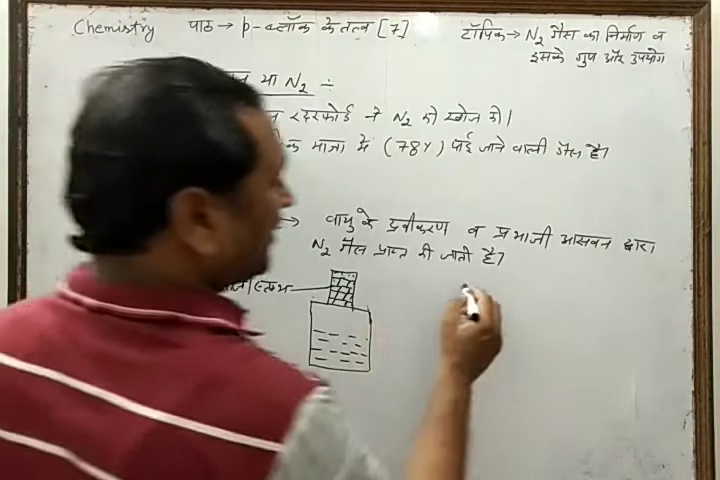 Chemistry पाठ → p-ब्लॉक के तत्व [7] टॉपिक → N₂ गैस का निर्माण व
इसके गुण और उपयोग
या N₂ ÷
रदरफोर्ड ने N₂ की खोज की।
मात्रा में (78%) पाई जाने वाली गैस है।
→ वायु के द्रवीकरण व प्रभाजी आसवन द्वारा
N₂ गैस प्राप्त की जाती है।